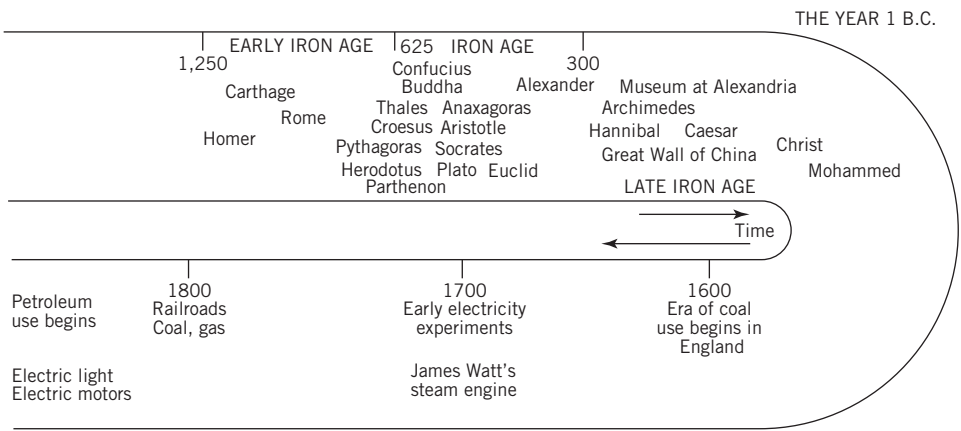 THE YEAR 1 B.C.
EARLY IRON AGE
625 IRON AGE
1,250
300
Confucius
Buddha
Alexander
Museum at Alexandria
Carthage
Thales Anaxagoras
Archimedes
Rome
Croesus Aristotle
Hannibal Caesar
Homer
Pythagoras Socrates
Great Wall of China
Christ
Herodotus Plato Euclid
Mohammed
Parthenon
LATE IRON AGE
Time
1800
1700
1600
Petroleum
use begins
Railroads
Coal, gas
Early electricity
experiments
Era of coal
use begins in
England
Electric light
Electric motors
James Watt's
steam engine